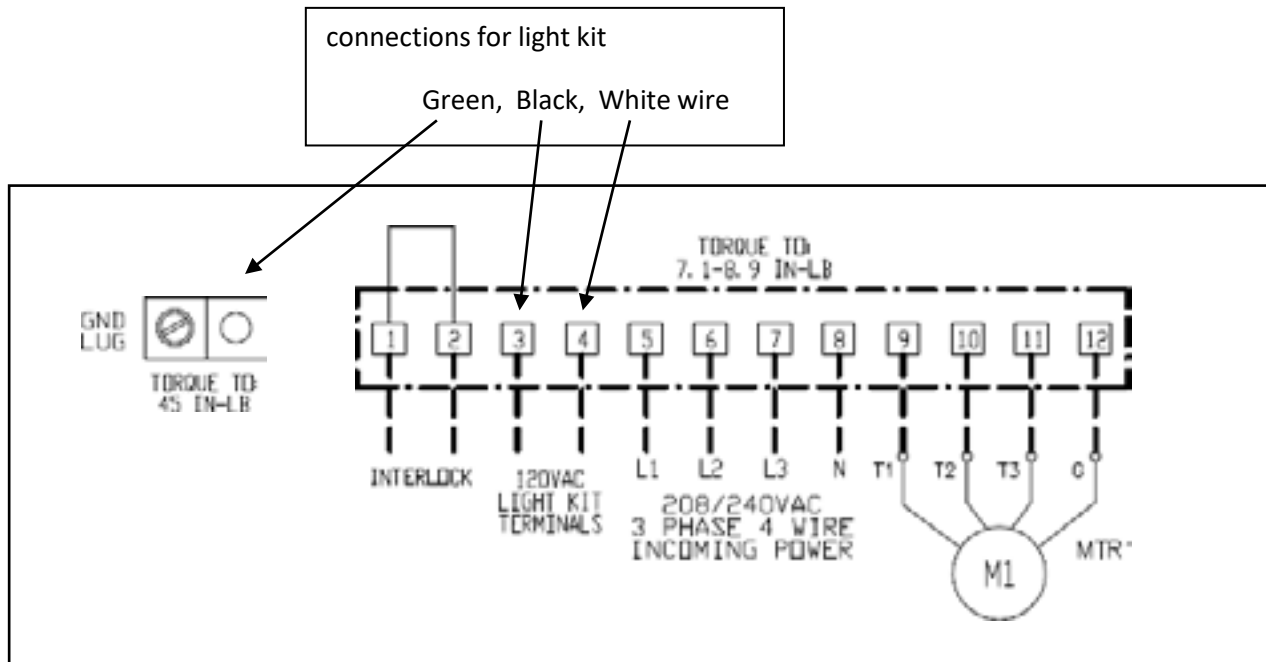 connections for light kit
Green, Black, White wire
TORQUE TO:
7.1-8.9 IN-LB
GND
LUG
1 2 3 4 5 6 7 8 9 10 11 12
TORQUE TO:
45 IN-LB
INTERLOCK
120VAC
LIGHT KIT
TERMINALS
L1 L2 L3 N T1 T2 T3 G
208/240VAC
3 PHASE 4 WIRE
INCOMING POWER
M1
MTR